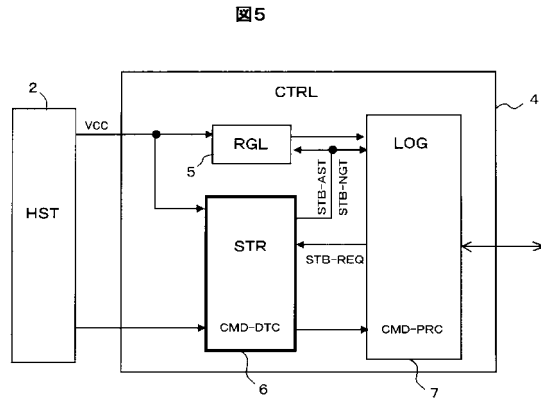 図5
CTRL
2
4
VCC
RGL
LOG
5
STB-AST
STB-NGT
HST
STR
STB-REQ
CMD-DTC
CMD-PRC
6
7